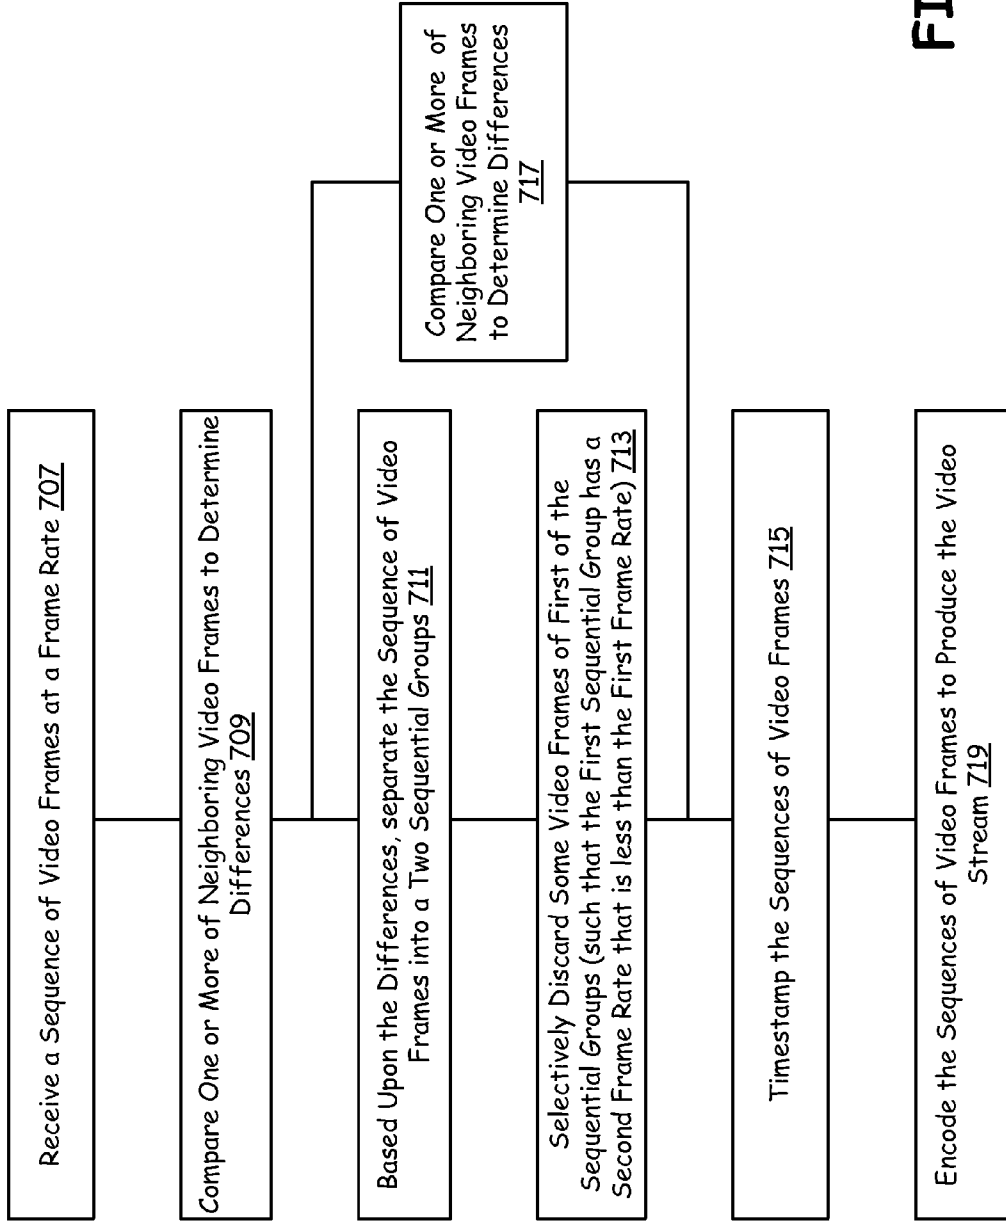 Receive a Sequence of Video Frames at a Frame Rate 707
Compare One or More of Neighboring Video Frames to Determine
Differences 709
Based Upon the Differences, separate the Sequence of Video
Frames into a Two Sequential Groups 711
Selectively Discard Some Video Frames of First of the
Sequential Groups (such that the First Sequential Group has a
Second Frame Rate that is less than the First Frame Rate) 713
Compare One or More of
Neighboring Video Frames
to Determine Differences
717
Timestamp the Sequences of Video Frames 715
Encode the Sequences of Video Frames to Produce the Video
Stream 719